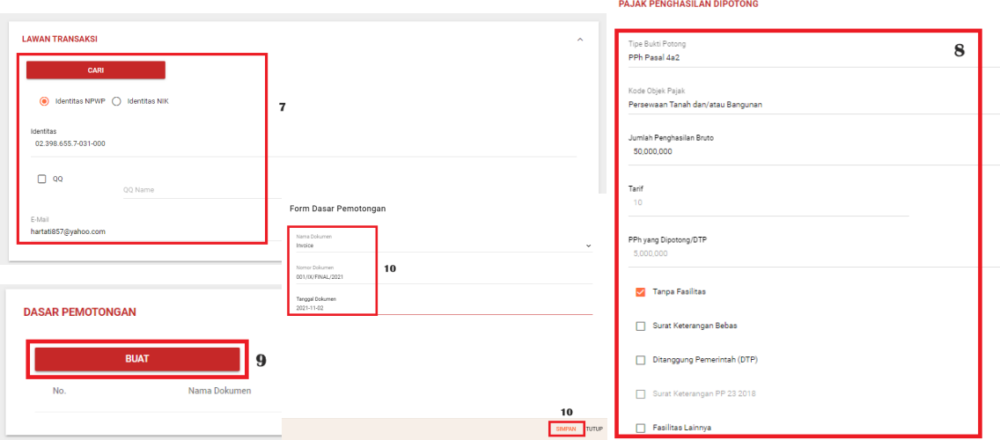 LAWAN TRANSAKSI
CARI
Identitas NPWP
Identitas NIK
7
Identitas
02.398.655.7-031-000
QQ
QQ Name
E-Mail
hartati857@yahoo.com
DASAR PEMOTONGAN
BUAT
9
No.
Nama Dokumen
Form Dasar Pemotongan
Nama Dokumen
Invoice
10
Nomor Dokumen
001/IX/FINAL/2021
Tanggal Dokumen
2021-11-02
10
SIMPAN
TUTUP
PAJAK PENGHASILAN DIPOTONG
8
Tipe Bukti Potong
PPh Pasal 4a2
Kode Objek Pajak
Persewaan Tanah dan/atau Bangunan
Jumlah Penghasilan Bruto
50,000,000
Tarif
10
PPh yang Dipotong/DTP
5,000,000
Tanpa Fasilitas
Surat Keterangan Bebas
Ditanggung Pemerintah (DTP)
Surat Keterangan PP 23 2018
Fasilitas Lainnya